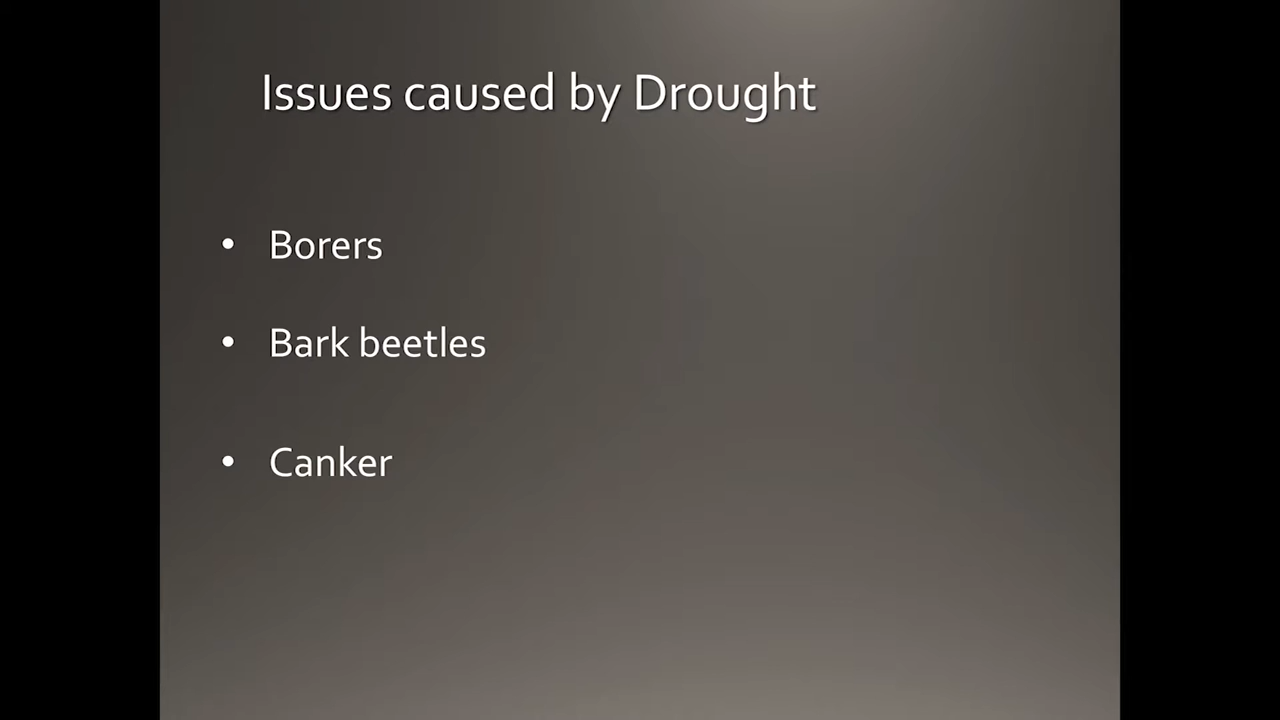 Issues caused by Drought
• Borers
• Bark beetles
• Canker